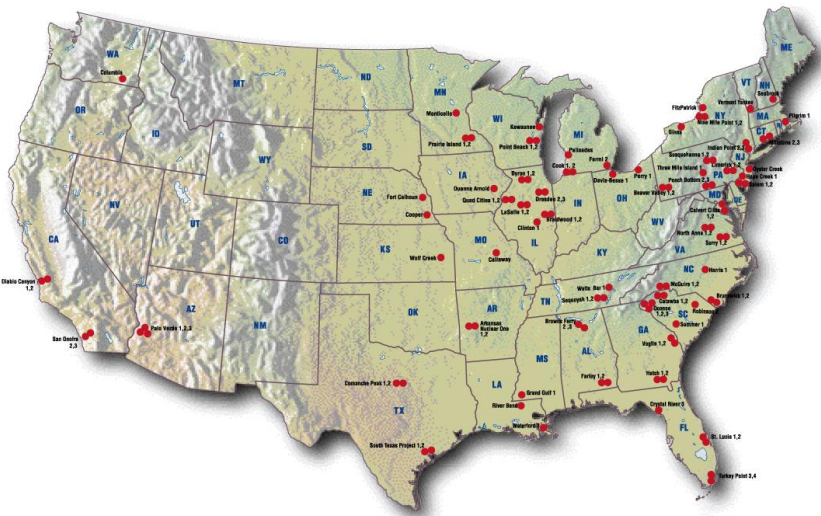 WA
Columbia
OR
ID
MT
ND
SD
WY
NV
UT
CO
CA
AZ
NM
NE
KS
OK
TX
MN
IA
MO
AR
LA
WI
IL
MI
IN
OH
KY
TN
MS
AL
GA
FL
SC
NC
VA
WV
PA
NY
VT
NH
ME
MA
CT
RI
NJ
MD
DE
Diablo Canyon
1,2
San Onofre
2,3
Palo Verde 1,2,3
Fort Calhoun
Cooper
Wolf Creek
Callaway
Arkansas
Nuclear One
1,2
Comanche Peak 1,2
South Texas Project 1,2
River Bend
Grand Gulf 1
Waterford 3
Monticello
Prairie Island 1,2
Kewaunee
Point Beach 1,2
Duanne Arnold
Quad Cities 1,2
Byron 1,2
Dresden 2,3
LaSalle 1,2
Braidwood 1,2
Clinton 1
Palisades
Cook 1, 2
Fermi 2
Davis-Besse 1
Perry 1
Beaver Valley 1,2
FitzPatrick
Nine Mile Point 1,2
Ginna
Vermont Yankee
Seabrook 1
Pilgrim 1
Millstone 2,3
Indian Point 2,3
Susquehanna 1,2
Three Mile Island 1
Limerick 1,2
Peach Bottom 2,3
Oyster Creek
Hope Creek 1
Salem 1,2
Calvert Cliffs
1,2
North Anna 1,2
Surry 1,2
Harris 1
McGuire 1,2
Catawba 1,2
Oconee
1,2,3
Brunswick 1,2
Robinson 2
Summer 1
Vogtle 1,2
Hatch 1,2
Farley 1,2
Browns Ferry
2 ,3
Sequoyah 1,2
Watts Bar 1
St. Lucie 1,2
Turkey Point 3,4